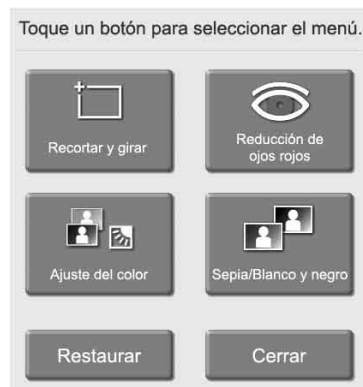 Toque un botón para seleccionar el menú.
Recortar y girar
Reducción de
ojos rojos
Ajuste del color
Sepia/Blanco y negro
Restaurar
Cerrar